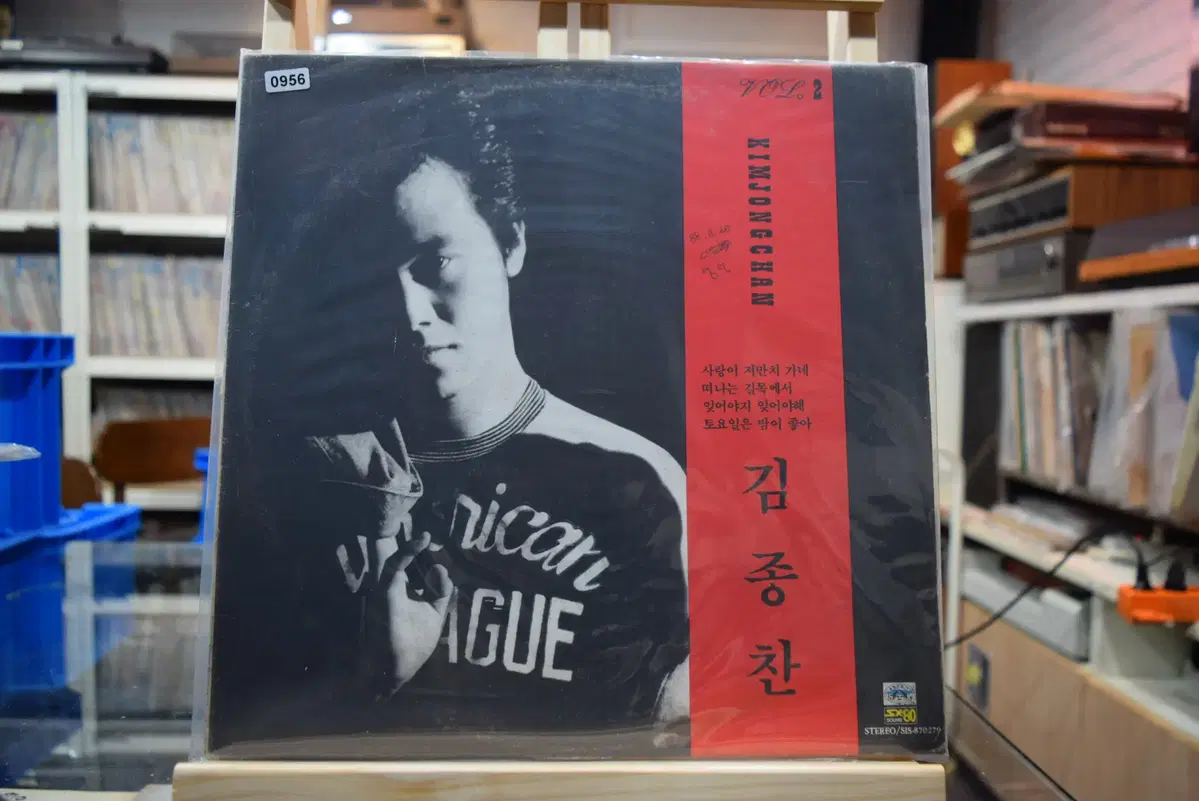 0956
VOL. 2
KIMJONGCHAN
사랑이 저만치 가네
떠나는 길목에서
잊어야지 잊어야해
토요일은 밤이 좋아
김종찬
rican
AGUE
SX80
SOUND
STEREO/SIS-870279